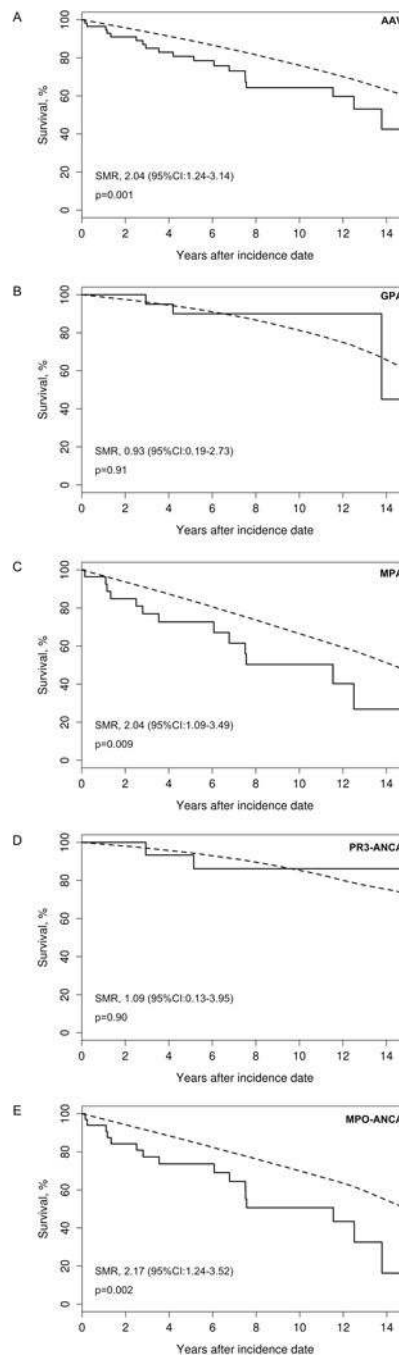 A
AAV
Survival, %
100
80
60
40
20
0
SMR, 2.04 (95%CI:1.24-3.14)
p=0.001
0 2 4 6 8 10 12 14
Years after incidence date
B
GPA
Survival, %
100
80
60
40
20
0
SMR, 0.93 (95%CI:0.19-2.73)
p=0.91
0 2 4 6 8 10 12 14
Years after incidence date
C
MPA
Survival, %
100
80
60
40
20
0
SMR, 2.04 (95%CI:1.09-3.49)
p=0.009
0 2 4 6 8 10 12 14
Years after incidence date
D
PR3-ANCA
Survival, %
100
80
60
40
20
0
SMR, 1.09 (95%CI:0.13-3.95)
p=0.90
0 2 4 6 8 10 12 14
Years after incidence date
E
MPO-ANCA
Survival, %
100
80
60
40
20
0
SMR, 2.17 (95%CI:1.24-3.52)
p=0.002
0 2 4 6 8 10 12 14
Years after incidence date